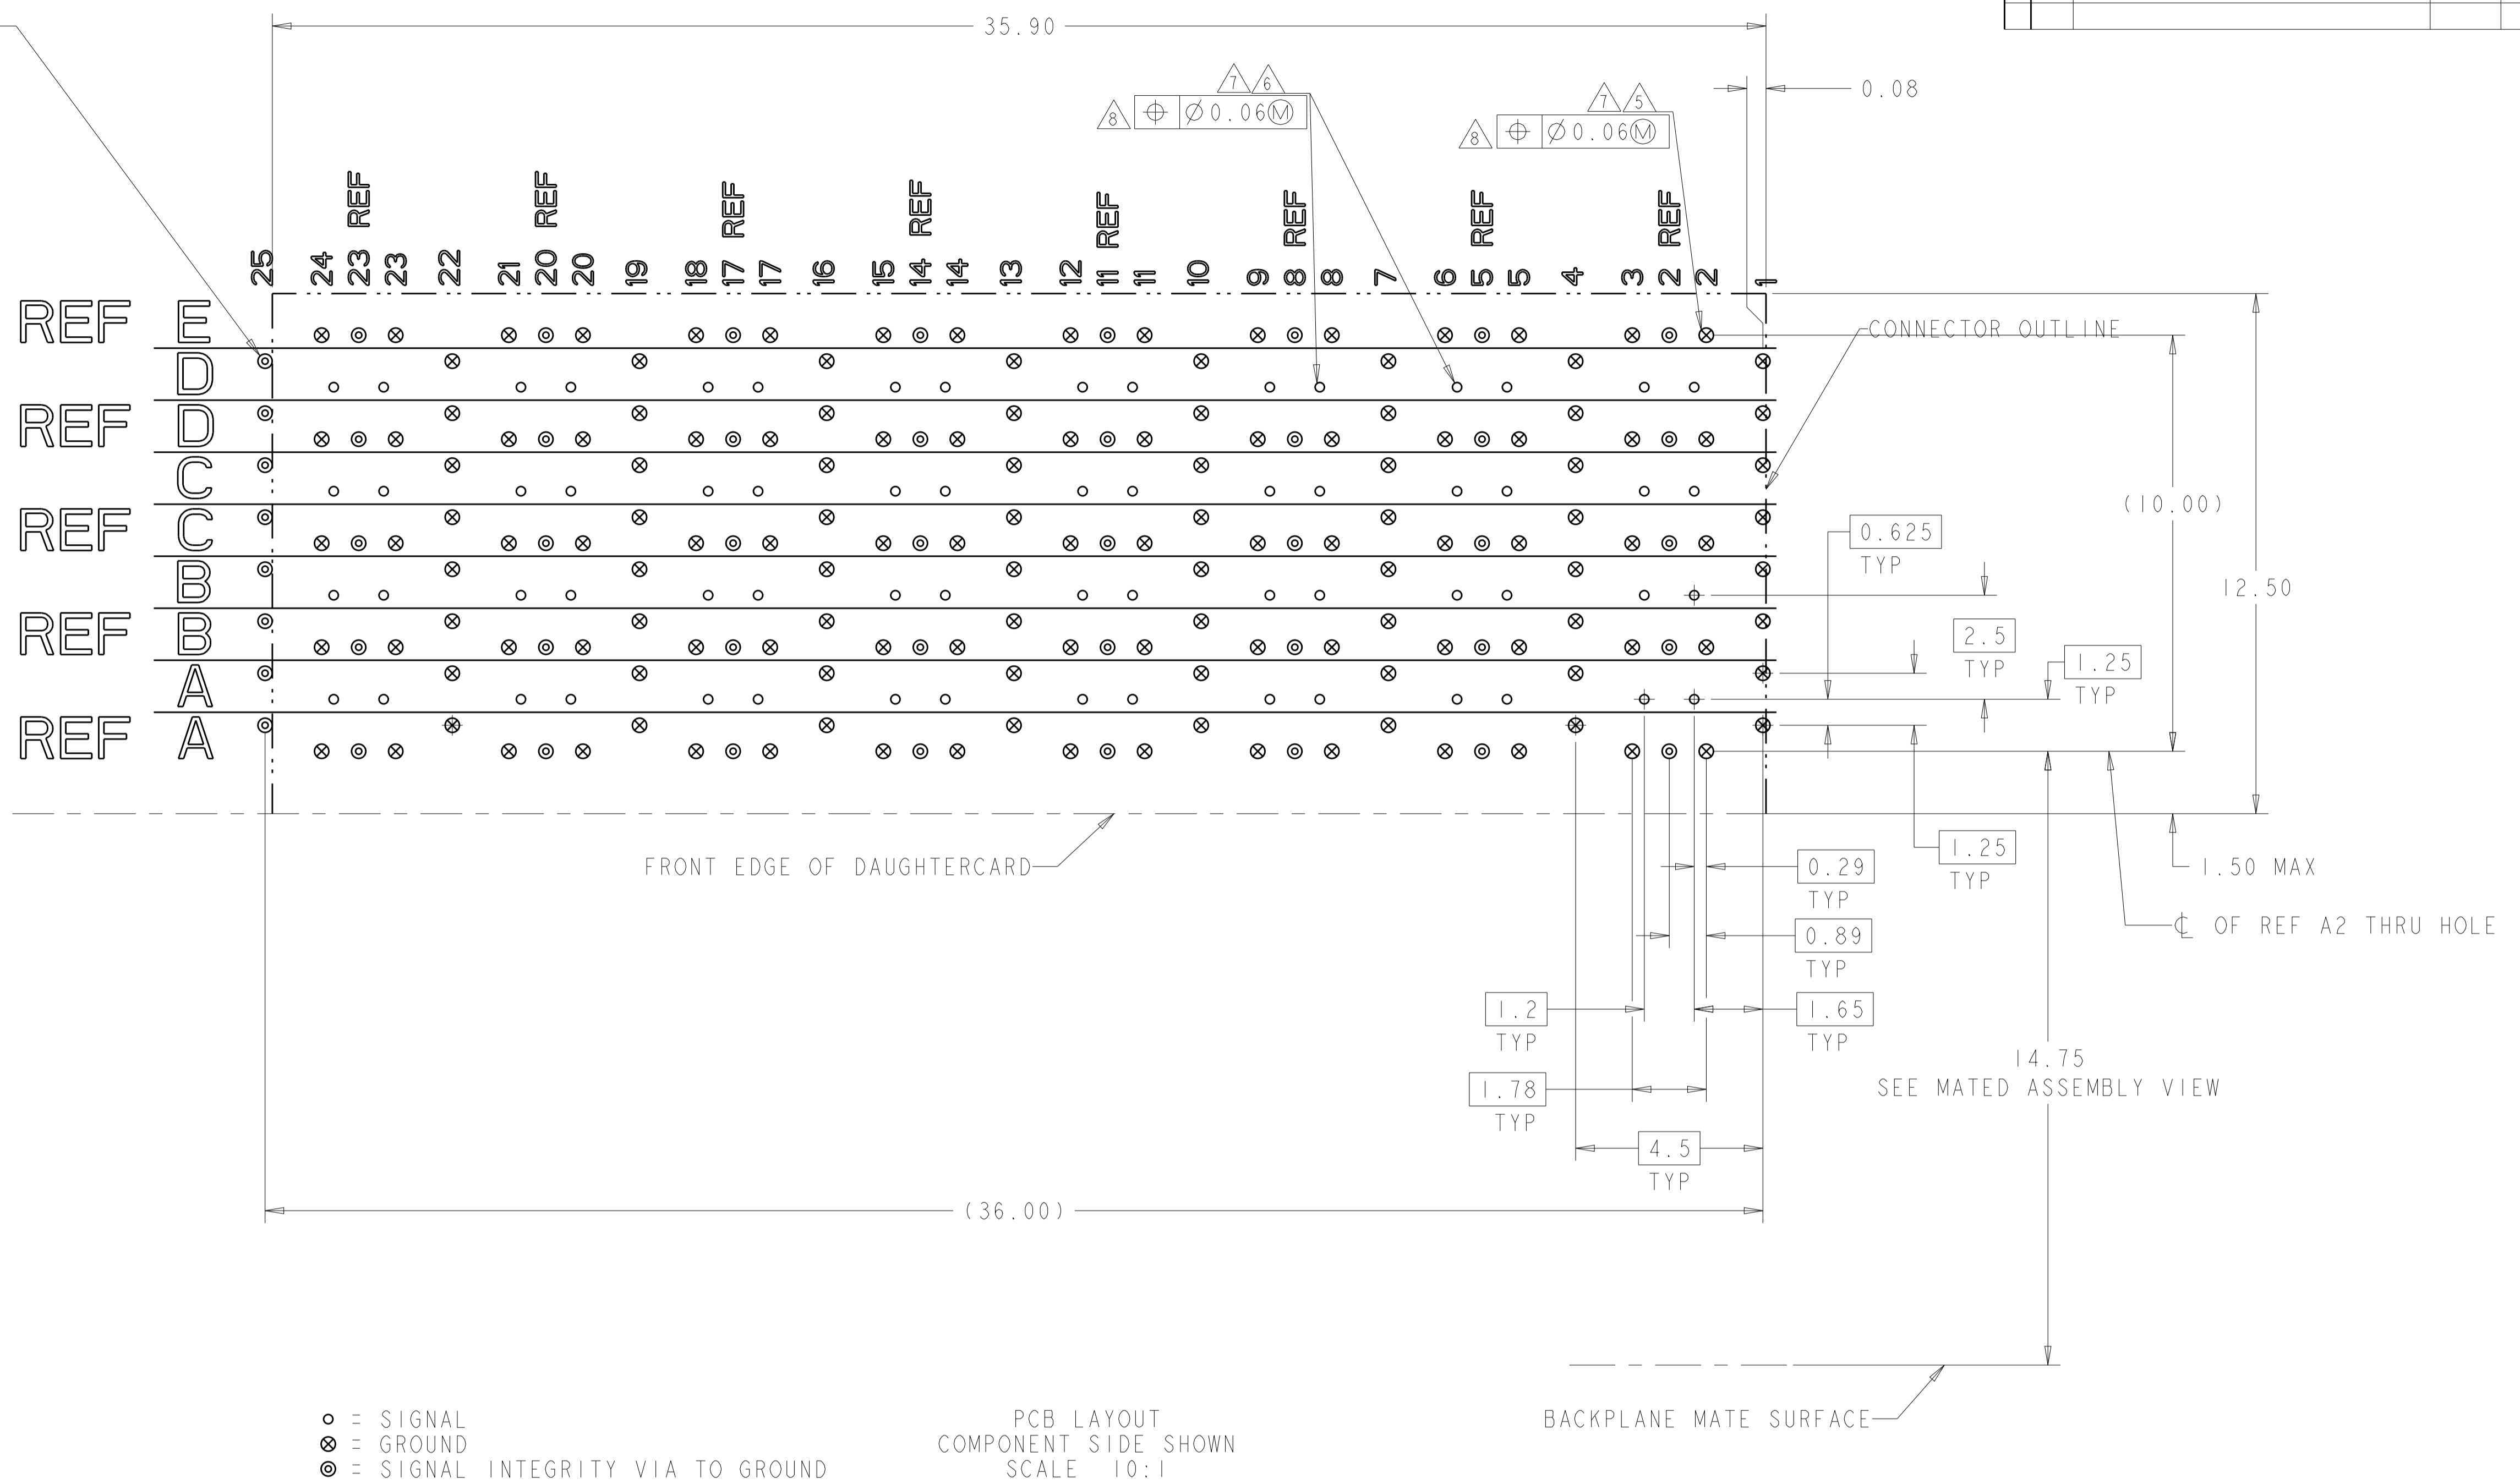 35.90
0.08
7 6
8 ⌖ Ø0.06Ⓜ
7 5
8 ⌖ Ø0.06Ⓜ
REF REF REF REF REF REF REF REF
25 24 23 23 22 21 20 20 19 18 17 17 16 15 14 14 13 12 11 11 10 9 8 8 7 6 5 5 4 3 2 2 1
REF E
D
REF D
C
REF C
B
REF B
A
REF A
CONNECTOR OUTLINE
(10.00)
0.625
TYP
12.50
2.5
TYP
1.25
TYP
FRONT EDGE OF DAUGHTERCARD
1.25
TYP
1.50 MAX
0.29
TYP
℄ OF REF A2 THRU HOLE
0.89
TYP
1.2
TYP
1.65
TYP
14.75
SEE MATED ASSEMBLY VIEW
1.78
TYP
4.5
TYP
(36.00)
BACKPLANE MATE SURFACE
= SIGNAL
= GROUND
= SIGNAL INTEGRITY VIA TO GROUND
PCB LAYOUT
COMPONENT SIDE SHOWN
SCALE 10:1